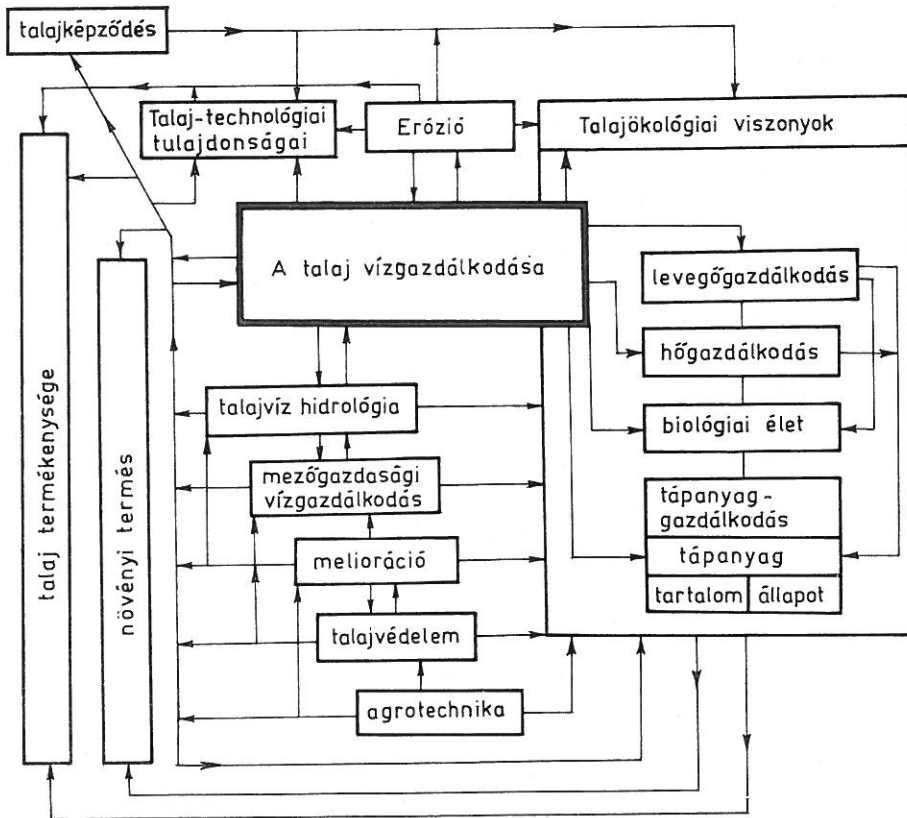 talajképződés
Talaj-technológiai
tulajdonságai
Erózió
Talajökológiai viszonyok
A talaj vízgazdálkodása
levegőgazdálkodás
hőgazdálkodás
biológiai élet
tápanyag-
gazdálkodás
tápanyag
tartalom
állapot
talajvíz hidrológia
mezőgazdasági
vízgazdálkodás
melioráció
talajvédelem
agrotechnika
talaj termékenysége
növényi termés